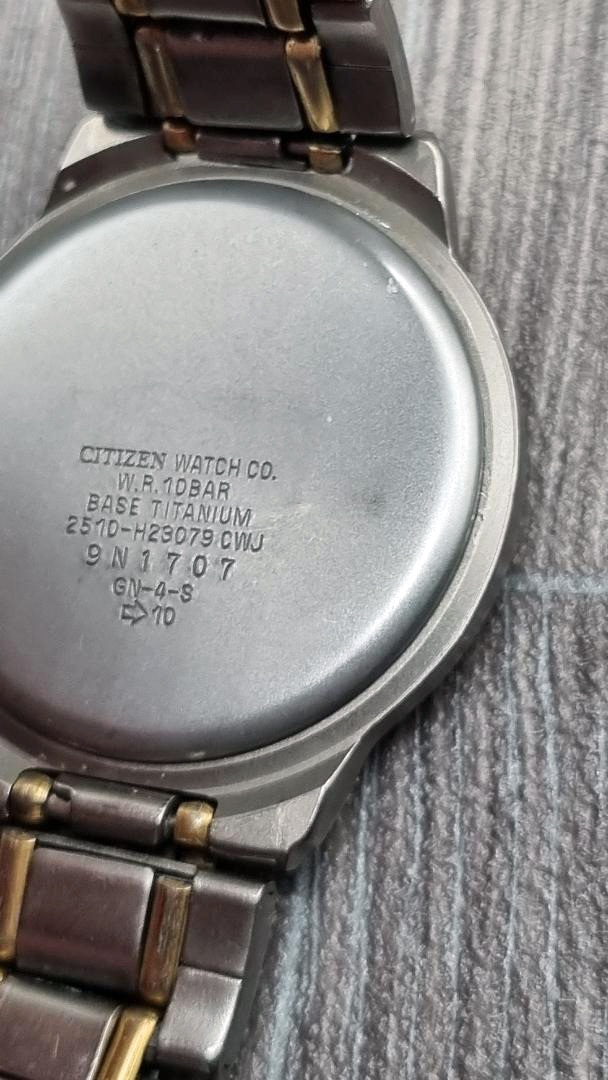 CITIZEN WATCH CO.
W.R.10BAR
BASE TITANIUM
2510-H23079 CWJ
9N1707
GN-4-S
⇨10